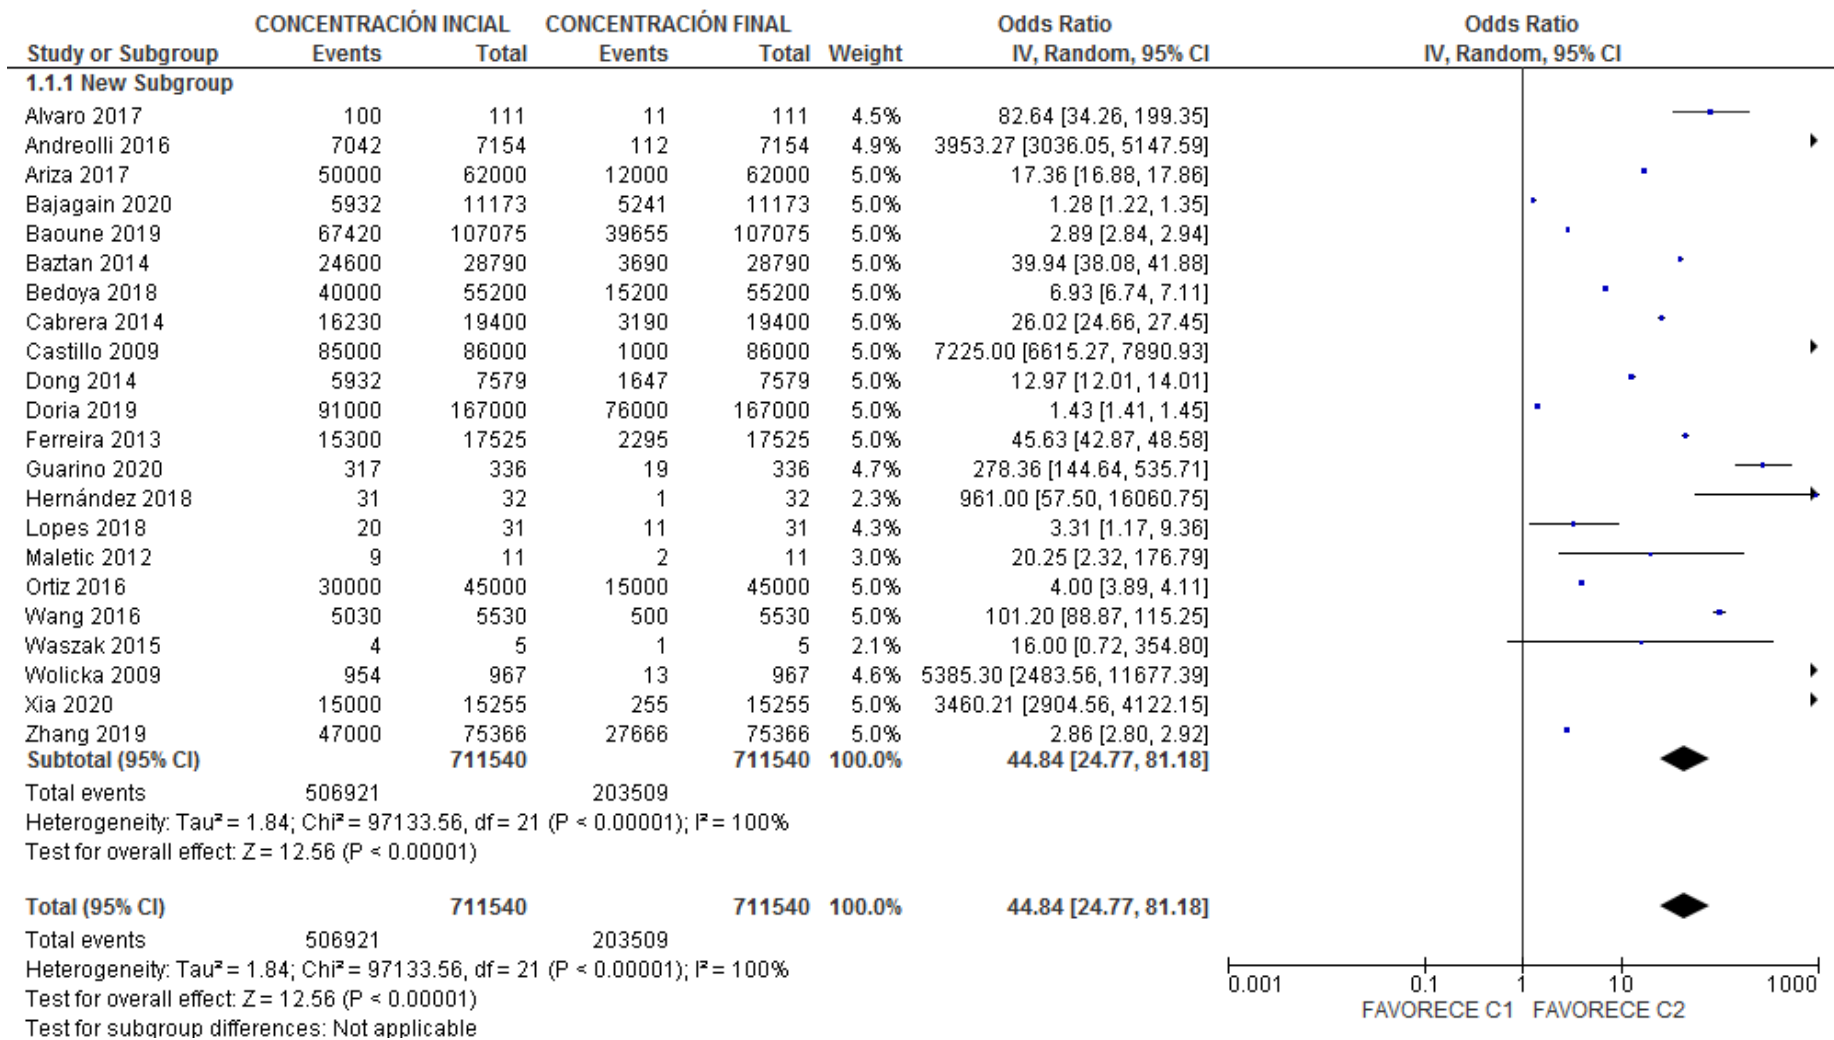 CONCENTRACIÓN INCIAL CONCENTRACIÓN FINAL Odds Ratio Odds Ratio
Study or Subgroup Events Total Events Total Weight IV, Random, 95% CI IV, Random, 95% CI
1.1.1 New Subgroup
Alvaro 2017 100 111 11 111 4.5% 82.64 [34.26, 199.35]
Andreolli 2016 7042 7154 112 7154 4.9% 3953.27 [3036.05, 5147.59]
Ariza 2017 50000 62000 12000 62000 5.0% 17.36 [16.88, 17.86]
Bajagain 2020 5932 11173 5241 11173 5.0% 1.28 [1.22, 1.35]
Baoune 2019 67420 107075 39655 107075 5.0% 2.89 [2.84, 2.94]
Baztan 2014 24600 28790 3690 28790 5.0% 39.94 [38.08, 41.88]
Bedoya 2018 40000 55200 15200 55200 5.0% 6.93 [6.74, 7.11]
Cabrera 2014 16230 19400 3190 19400 5.0% 26.02 [24.66, 27.45]
Castillo 2009 85000 86000 1000 86000 5.0% 7225.00 [6615.27, 7890.93]
Dong 2014 5932 7579 1647 7579 5.0% 12.97 [12.01, 14.01]
Doria 2019 91000 167000 76000 167000 5.0% 1.43 [1.41, 1.45]
Ferreira 2013 15300 17525 2295 17525 5.0% 45.63 [42.87, 48.58]
Guarino 2020 317 336 19 336 4.7% 278.36 [144.64, 535.71]
Hernández 2018 31 32 1 32 2.3% 961.00 [57.50, 16060.75]
Lopes 2018 20 31 11 31 4.3% 3.31 [1.17, 9.36]
Maletic 2012 9 11 2 11 3.0% 20.25 [2.32, 176.79]
Ortiz 2016 30000 45000 15000 45000 5.0% 4.00 [3.89, 4.11]
Wang 2016 5030 5530 500 5530 5.0% 101.20 [88.87, 115.25]
Waszak 2015 4 5 1 5 2.1% 16.00 [0.72, 354.80]
Wolicka 2009 954 967 13 967 4.6% 5385.30 [2483.56, 11677.39]
Xia 2020 15000 15255 255 15255 5.0% 3460.21 [2904.56, 4122.15]
Zhang 2019 47000 75366 27666 75366 5.0% 2.86 [2.80, 2.92]
Subtotal (95% CI) 711540 711540 100.0% 44.84 [24.77, 81.18]
Total events 506921 203509
Heterogeneity: Tau² = 1.84; Chi² = 97133.56, df = 21 (P < 0.00001); I² = 100%
Test for overall effect: Z = 12.56 (P < 0.00001)
Total (95% CI) 711540 711540 100.0% 44.84 [24.77, 81.18]
Total events 506921 203509
Heterogeneity: Tau² = 1.84; Chi² = 97133.56, df = 21 (P < 0.00001); I² = 100%
Test for overall effect: Z = 12.56 (P < 0.00001)
Test for subgroup differences: Not applicable
0.001 0.1 1 10 1000
FAVORECE C1 FAVORECE C2